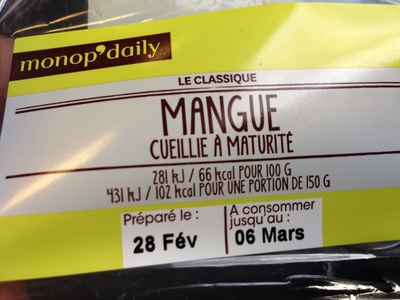 monop'daily
LE CLASSIQUE
MANGUE
CUEILLIE À MATURITÉ
281 kJ / 66 kcal POUR 100 G
431 kJ / 102 kcal POUR UNE PORTION DE 150 G
Préparé le :
28 Fév
A consommer
jusqu'au :
06 Mars